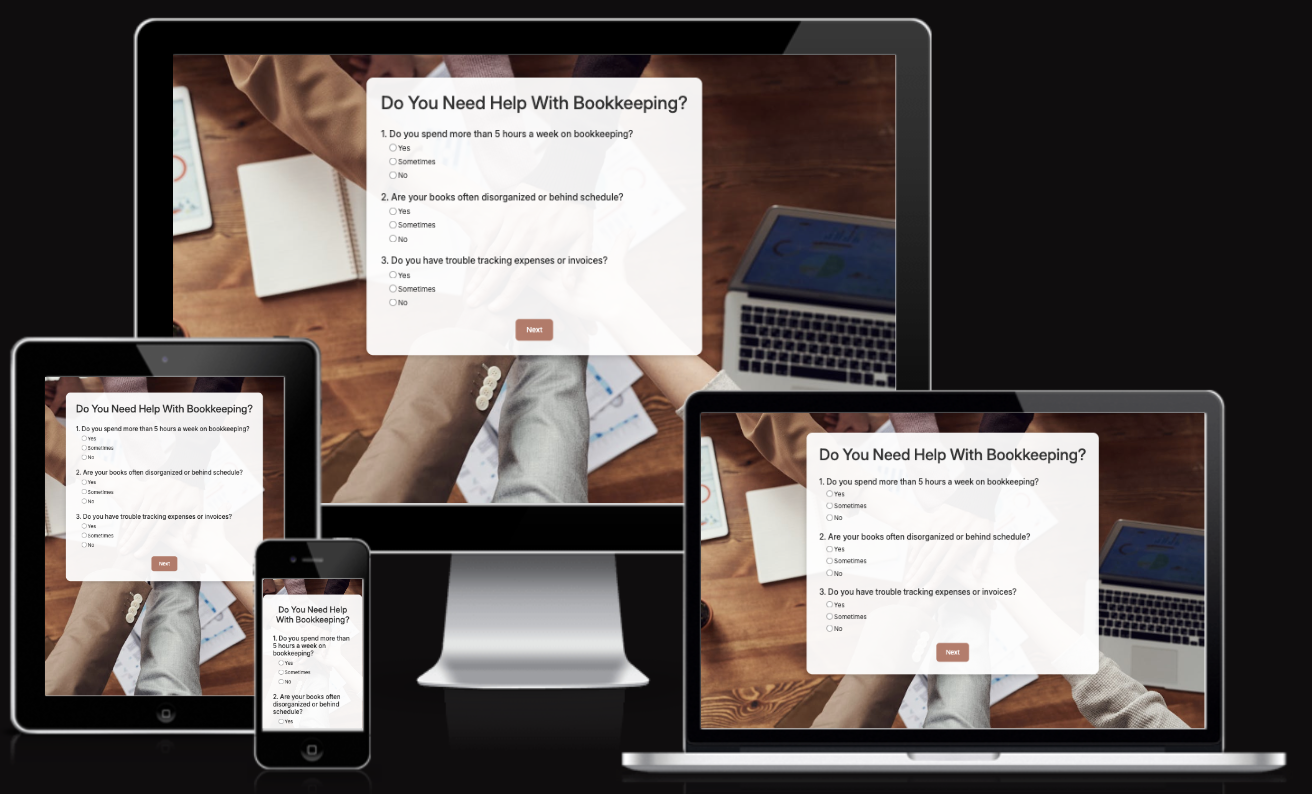 Do You Need Help With Bookkeeping?
1. Do you spend more than 5 hours a week on bookkeeping?
Yes
Sometimes
No
2. Are your books often disorganized or behind schedule?
Yes
Sometimes
No
3. Do you have trouble tracking expenses or invoices?
Yes
Sometimes
No
Next
Do You Need Help With Bookkeeping?
1. Do you spend more than 5 hours a week on bookkeeping?
Yes
Sometimes
No
2. Are your books often disorganized or behind schedule?
Yes
Sometimes
No
3. Do you have trouble tracking expenses or invoices?
Yes
Sometimes
No
Next
Do You Need Help
With Bookkeeping?
1. Do you spend more than
5 hours a week on
bookkeeping?
Yes
Sometimes
No
2. Are your books often
disorganized or behind
schedule?
Yes
Do You Need Help With Bookkeeping?
1. Do you spend more than 5 hours a week on bookkeeping?
Yes
Sometimes
No
2. Are your books often disorganized or behind schedule?
Yes
Sometimes
No
3. Do you have trouble tracking expenses or invoices?
Yes
Sometimes
No
Next